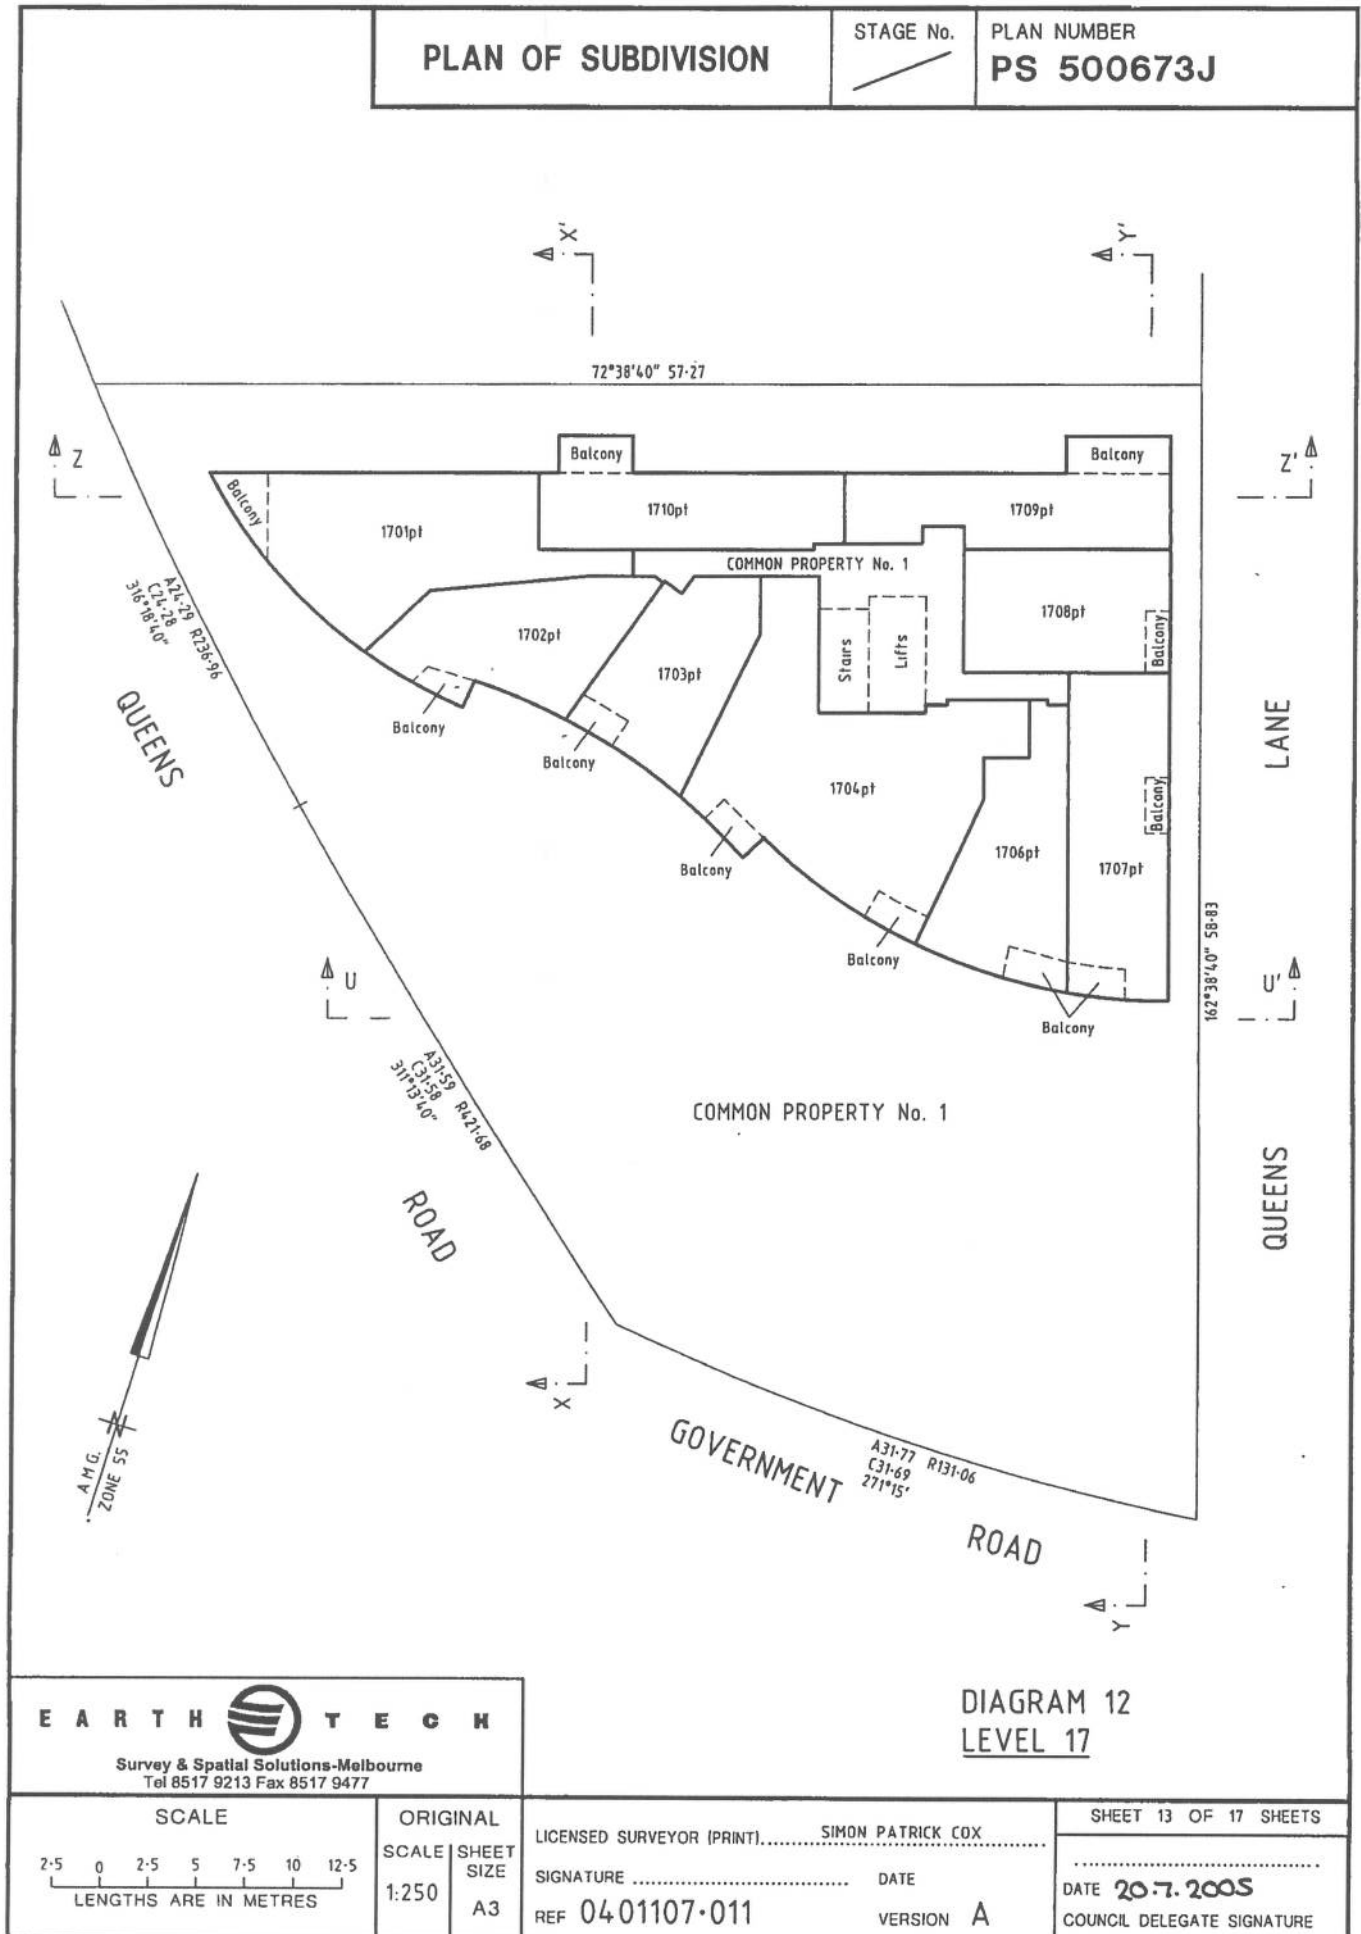 PLAN OF SUBDIVISION
STAGE No.
PLAN NUMBER
PS 500673J
X'
Y'
72°38'40" 57·27
Z
Z'
Balcony
Balcony
Balcony
1701pt
1710pt
1709pt
COMMON PROPERTY No. 1
1708pt
Balcony
1702pt
1703pt
Stairs
Lifts
A24·29 R236·96
C24·28
316°18'40"
QUEENS
Balcony
Balcony
LANE
1704pt
Balcony
1706pt
1707pt
Balcony
Balcony
162°38'40" 58·83
U
U'
Balcony
A31·59 R421·68
C31·58
311°13'40"
COMMON PROPERTY No. 1
ROAD
QUEENS
X
GOVERNMENT
A31·77 R131·06
C31·69
271°15'
ROAD
Y
N
A M G.
ZONE 55
DIAGRAM 12
LEVEL 17
EARTH TECH
Survey & Spatial Solutions-Melbourne
Tel 8517 9213 Fax 8517 9477
SCALE
2·5 0 2·5 5 7·5 10 12·5
LENGTHS ARE IN METRES
ORIGINAL
SCALE
1:250
SHEET
SIZE
A3
LICENSED SURVEYOR (PRINT) SIMON PATRICK COX
SIGNATURE DATE
REF 0401107·011 VERSION A
SHEET 13 OF 17 SHEETS
DATE 20.7.2005
COUNCIL DELEGATE SIGNATURE